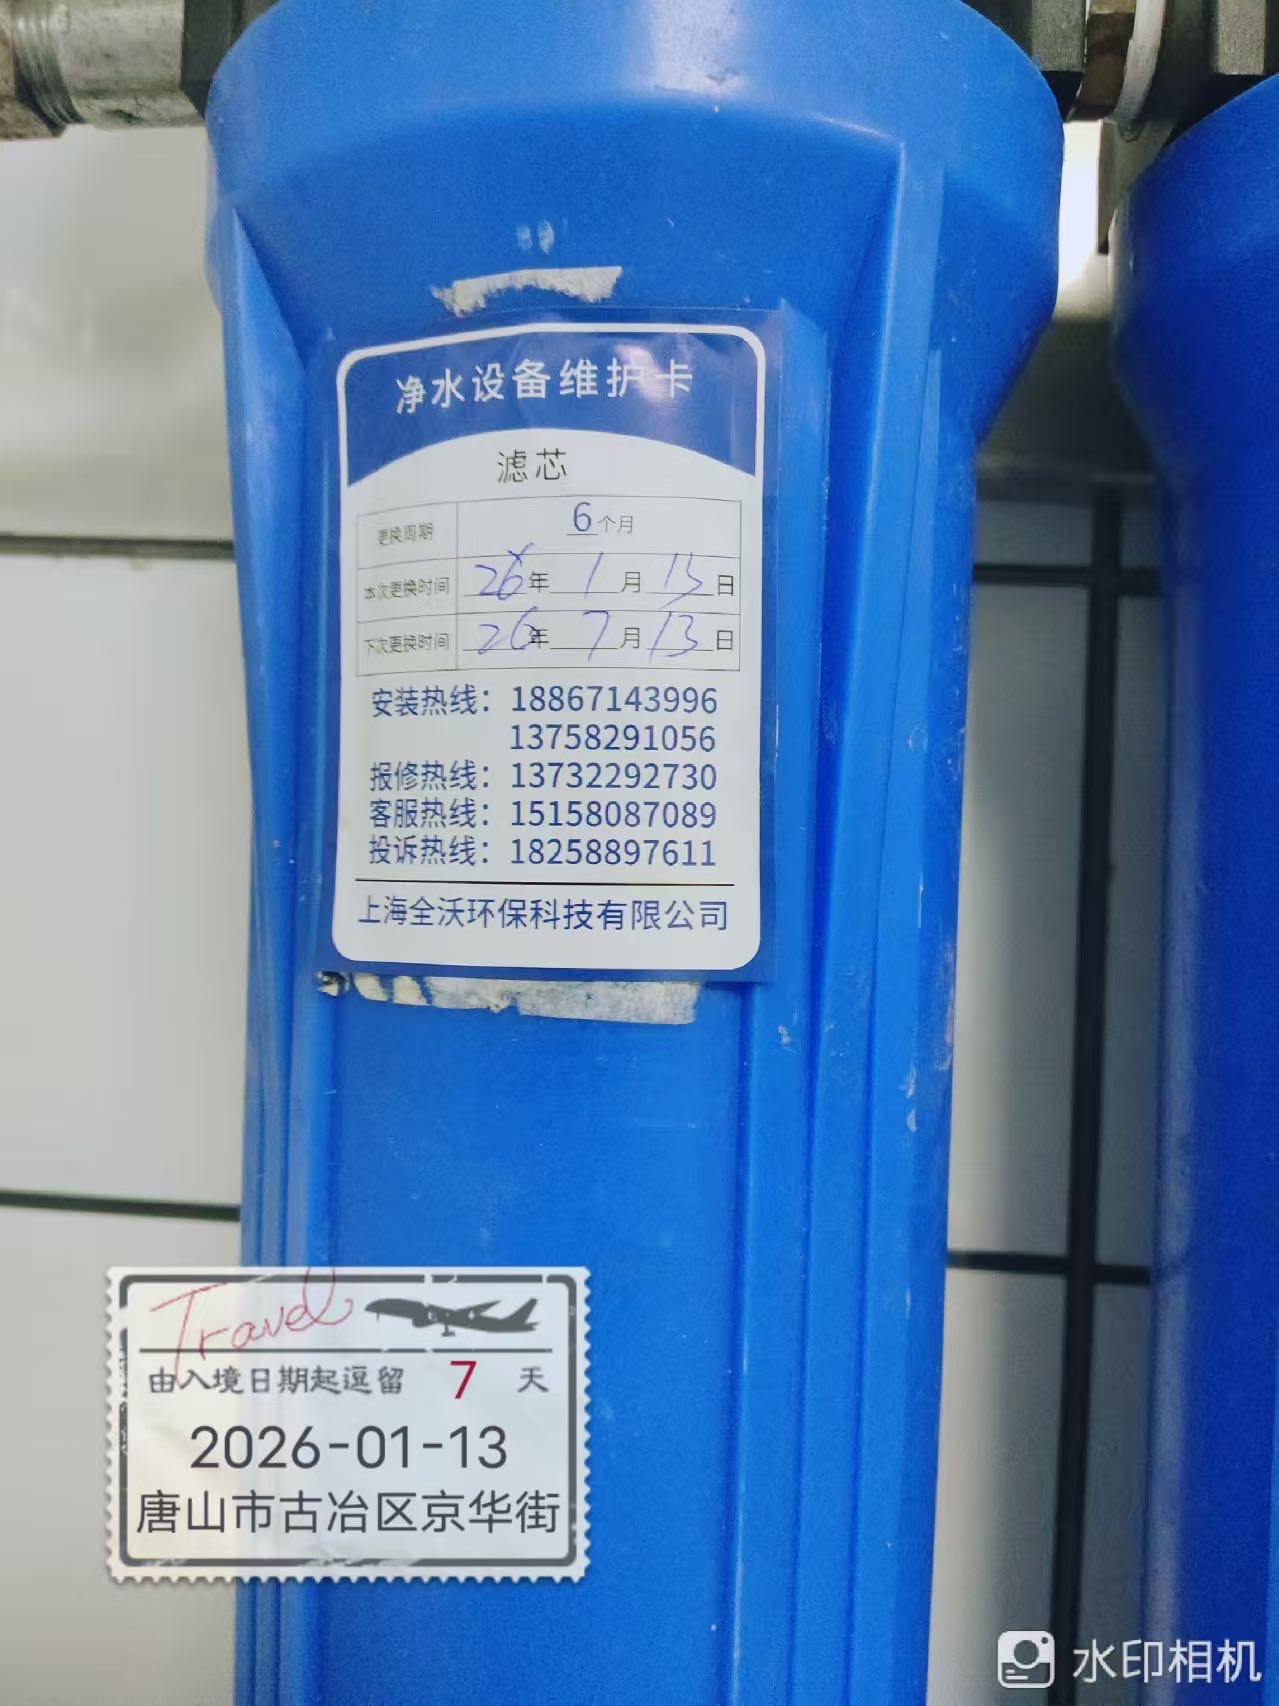 净水设备维护卡
滤芯
更换周期 6个月
本次更换时间 26年1月13日
下次更换时间 26年7月13日
安装热线：18867143996
13758291056
报修热线：13732292730
客服热线：15158087089
投诉热线：18258897611
上海全沃环保科技有限公司
Travel
由入境日期起逗留 7 天
2026-01-13
唐山市古冶区京华街
水印相机